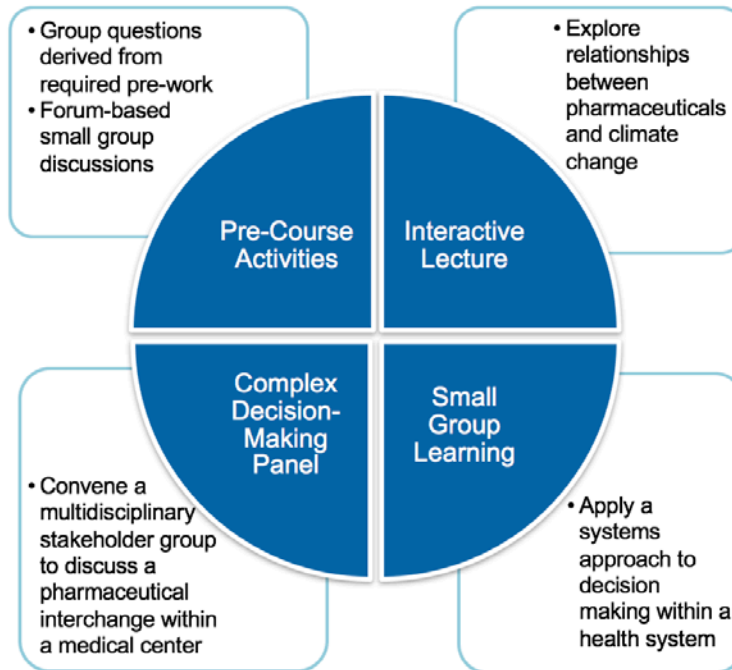 • Group questions
derived from
required pre-work
• Forum-based
small group
discussions
• Explore
relationships
between
pharmaceuticals
and climate
change
Pre-Course
Activities
Interactive
Lecture
Complex
Decision-
Making
Panel
Small
Group
Learning
• Convene a
multidisciplinary
stakeholder group
to discuss a
pharmaceutical
interchange within
a medical center
• Apply a
systems
approach to
decision
making within a
health system